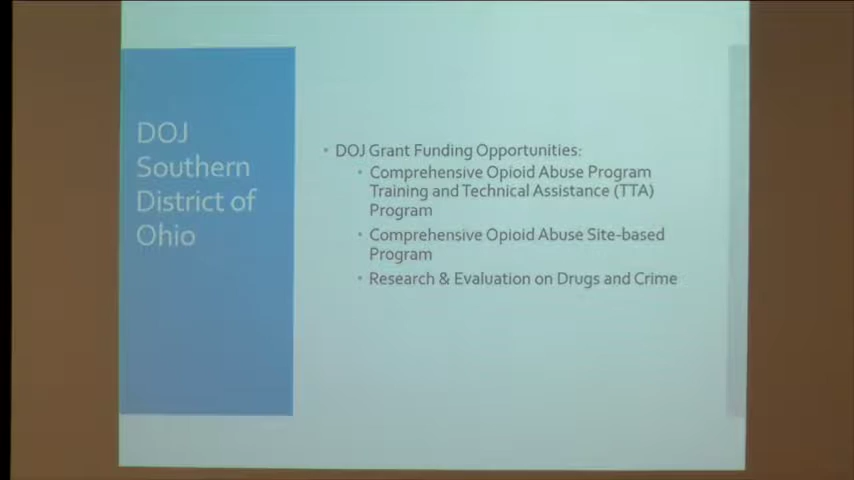 DOJ
Southern
District of
Ohio
• DOJ Grant Funding Opportunities:
• Comprehensive Opioid Abuse Program
Training and Technical Assistance (TTA)
Program
• Comprehensive Opioid Abuse Site-based
Program
• Research & Evaluation on Drugs and Crime